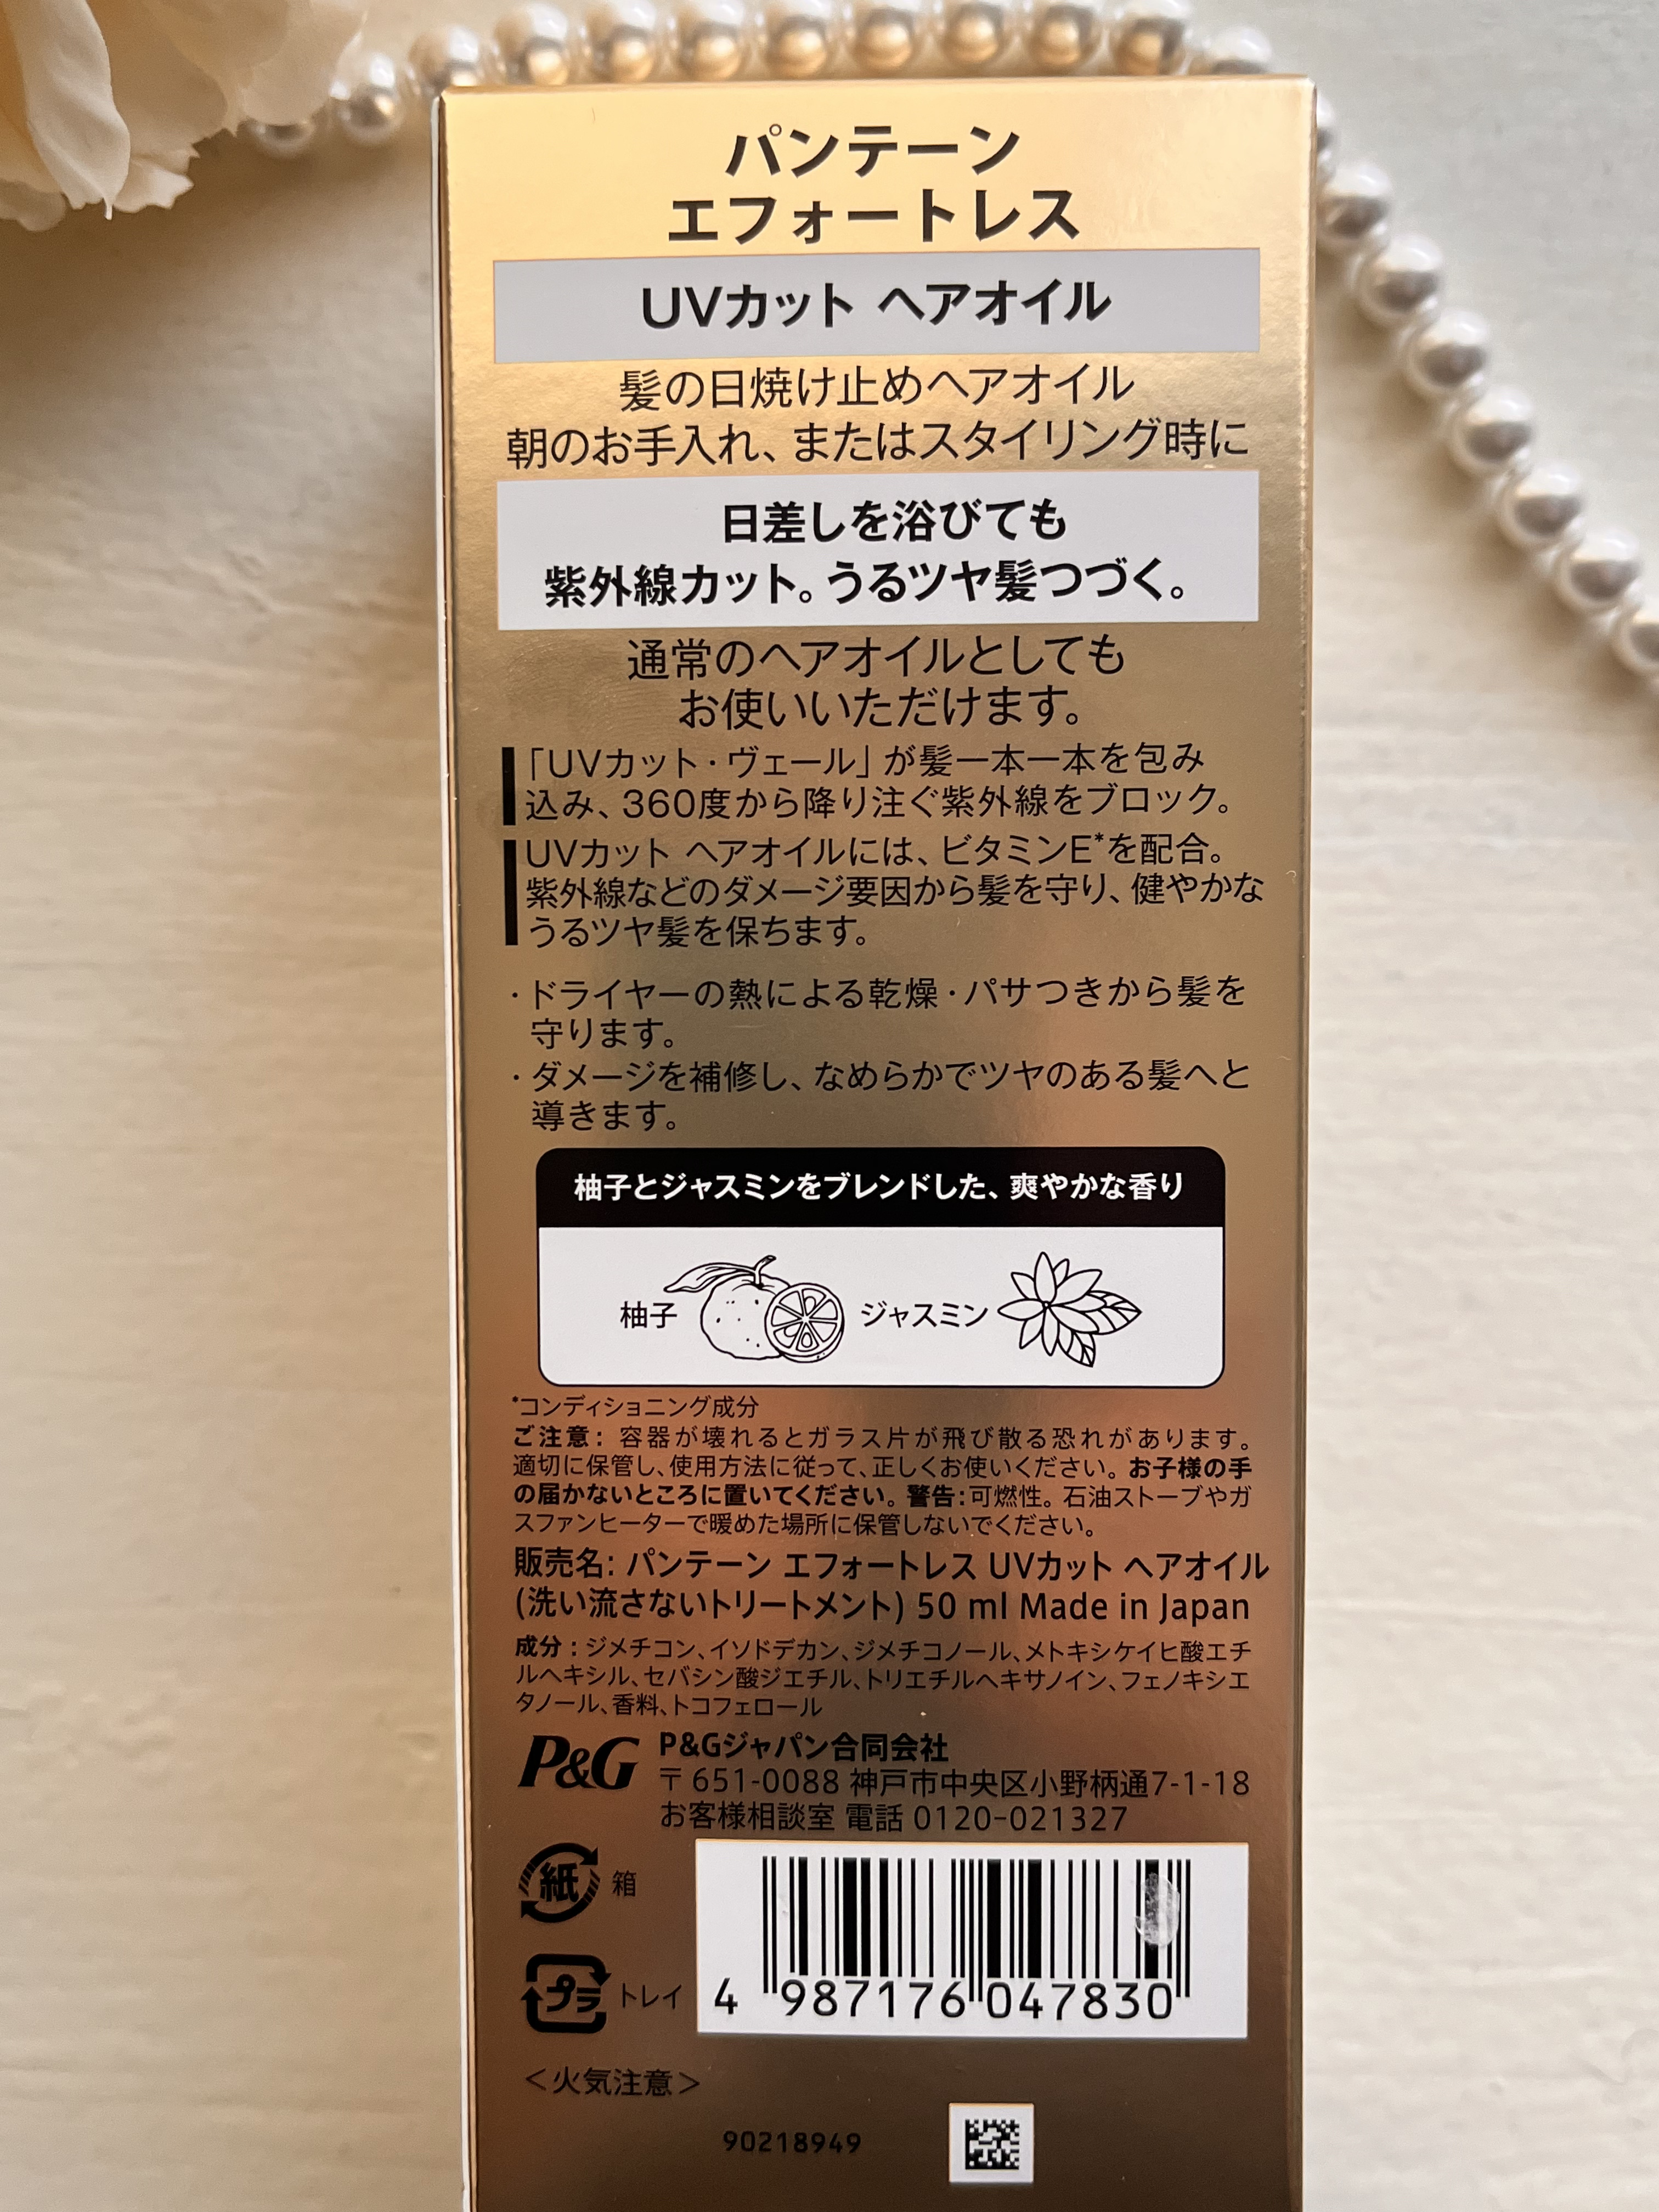 パンテーン
エフォートレス
UVカット ヘアオイル
髪の日焼け止めヘアオイル
朝のお手入れ、またはスタイリング時に
日差しを浴びても
紫外線カット。うるツヤ髪つづく。
通常のヘアオイルとしても
お使いいただけます。
「UVカット・ヴェール」が髪一本一本を包み
込み、360度から降り注ぐ紫外線をブロック。
UVカット ヘアオイルには、ビタミンE*を配合。
紫外線などのダメージ要因から髪を守り、健やかな
うるツヤ髪を保ちます。
・ドライヤーの熱による乾燥・パサつきから髪を
守ります。
・ダメージを補修し、なめらかでツヤのある髪へと
導きます。
柚子とジャスミンをブレンドした、爽やかな香り
柚子 ジャスミン
*コンディショニング成分
ご注意: 容器が壊れるとガラス片が飛び散る恐れがあります。
適切に保管し、使用方法に従って、正しくお使いください。お子様の手
の届かないところに置いてください。警告:可燃性。石油ストーブやガ
スファンヒーターで暖めた場所に保管しないでください。
販売名: パンテーン エフォートレス UVカット ヘアオイル
(洗い流さないトリートメント) 50 ml Made in Japan
成分 : ジメチコン、イソドデカン、ジメチコノール、メトキシケイヒ酸エチ
ルヘキシル、セバシン酸ジエチル、トリエチルヘキサノイン、フェノキシエ
タノール、香料、トコフェロール
P&G P&Gジャパン合同会社
〒651-0088 神戸市中央区小野柄通7-1-18
お客様相談室 電話 0120-021327
紙 箱
プラ トレイ
4 987176 047830
<火気注意>
90218949